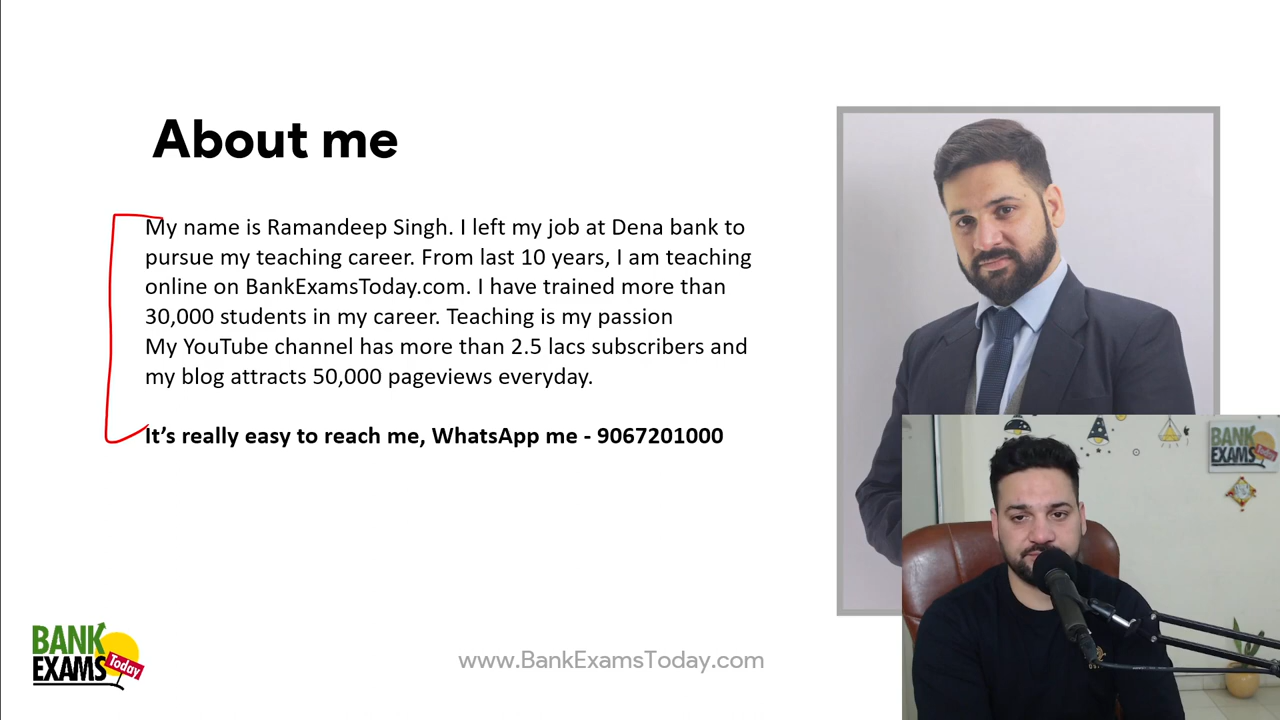 About me
My name is Ramandeep Singh. I left my job at Dena bank to
pursue my teaching career. From last 10 years, I am teaching
online on BankExamsToday.com. I have trained more than
30,000 students in my career. Teaching is my passion
My YouTube channel has more than 2.5 lacs subscribers and
my blog attracts 50,000 pageviews everyday.
It’s really easy to reach me, WhatsApp me - 9067201000
BANK
EXAMS
Today
BANK
EXAMS
Today
www.BankExamsToday.com